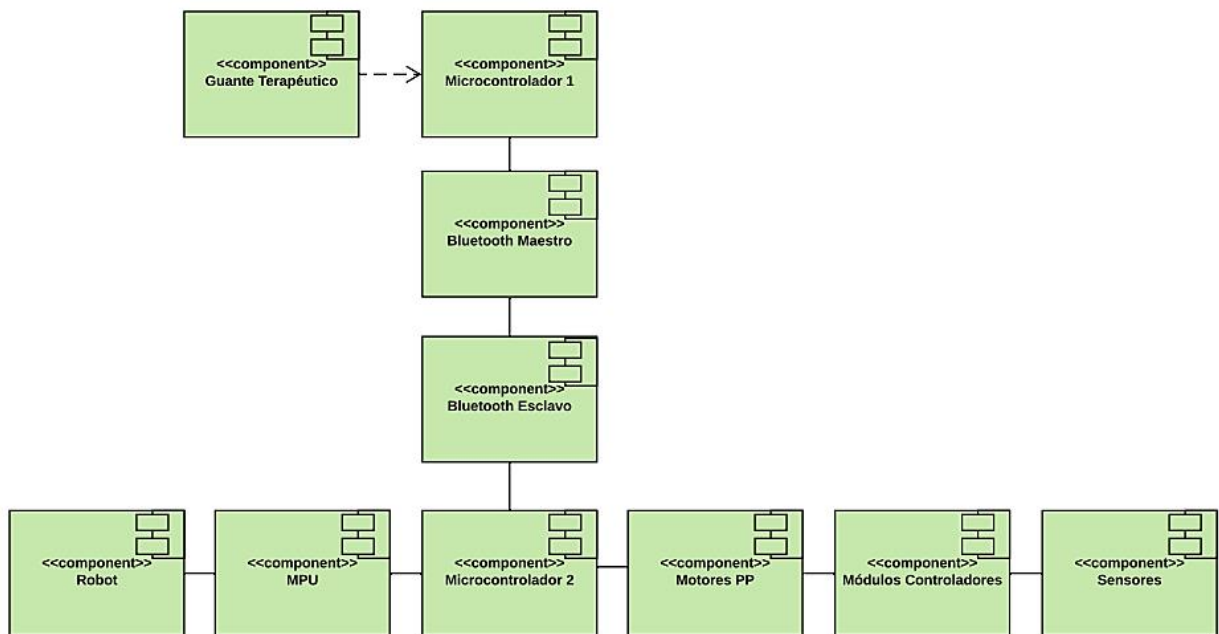 <<component>>
Guante Terapéutico
<<component>>
Microcontrolador 1
<<component>>
Bluetooth Maestro
<<component>>
Bluetooth Esclavo
<<component>>
Robot
<<component>>
MPU
<<component>>
Microcontrolador 2
<<component>>
Motores PP
<<component>>
Módulos Controladores
<<component>>
Sensores